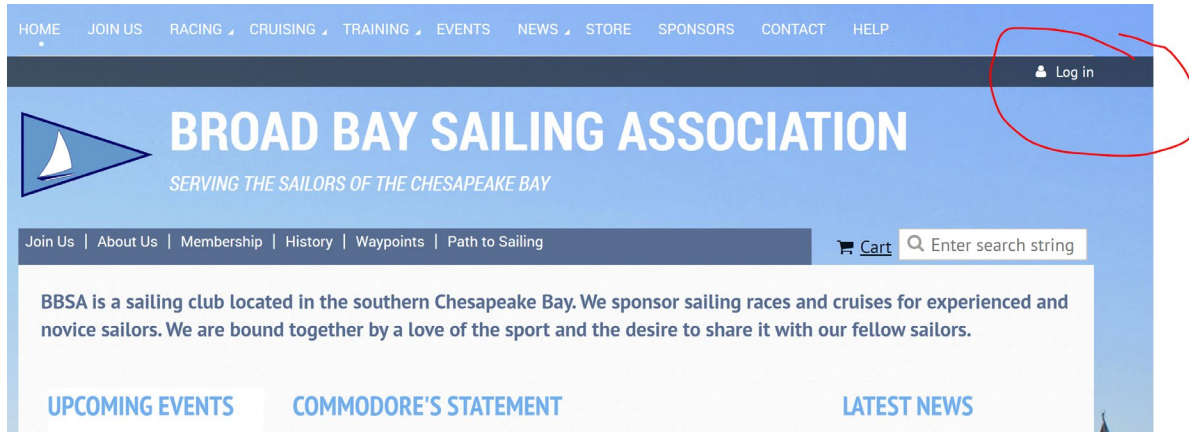 HOME JOIN US RACING CRUISING TRAINING EVENTS NEWS STORE SPONSORS CONTACT HELP
Log in
BROAD BAY SAILING ASSOCIATION
SERVING THE SAILORS OF THE CHESAPEAKE BAY
Join Us | About Us | Membership | History | Waypoints | Path to Sailing
Cart Enter search string
BBSA is a sailing club located in the southern Chesapeake Bay. We sponsor sailing races and cruises for experienced and
novice sailors. We are bound together by a love of the sport and the desire to share it with our fellow sailors.
UPCOMING EVENTS COMMODORE'S STATEMENT LATEST NEWS